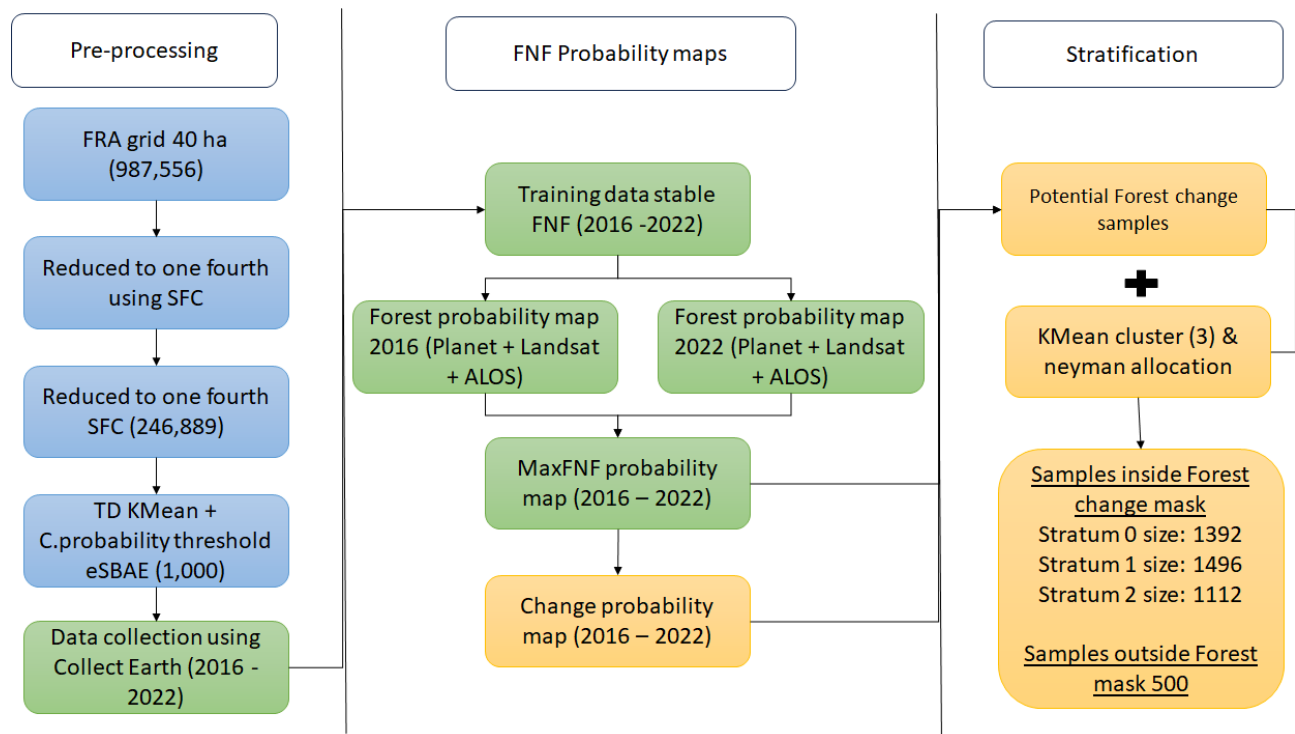 Pre-processing
FRA grid 40 ha
(987,556)
Reduced to one fourth
using SFC
Reduced to one fourth
SFC (246,889)
TD KMean +
C.probability threshold
eSBAE (1,000)
Data collection using
Collect Earth (2016 -
2022)
FNF Probability maps
Training data stable
FNF (2016 -2022)
Forest probability map
2016 (Planet + Landsat
+ ALOS)
Forest probability map
2022 (Planet + Landsat
+ ALOS)
MaxFNF probability
map (2016 – 2022)
Change probability
map (2016 – 2022)
Stratification
Potential Forest change
samples
KMean cluster (3) &
neyman allocation
Samples inside Forest
change mask
Stratum 0 size: 1392
Stratum 1 size: 1496
Stratum 2 size: 1112
Samples outside Forest
mask 500